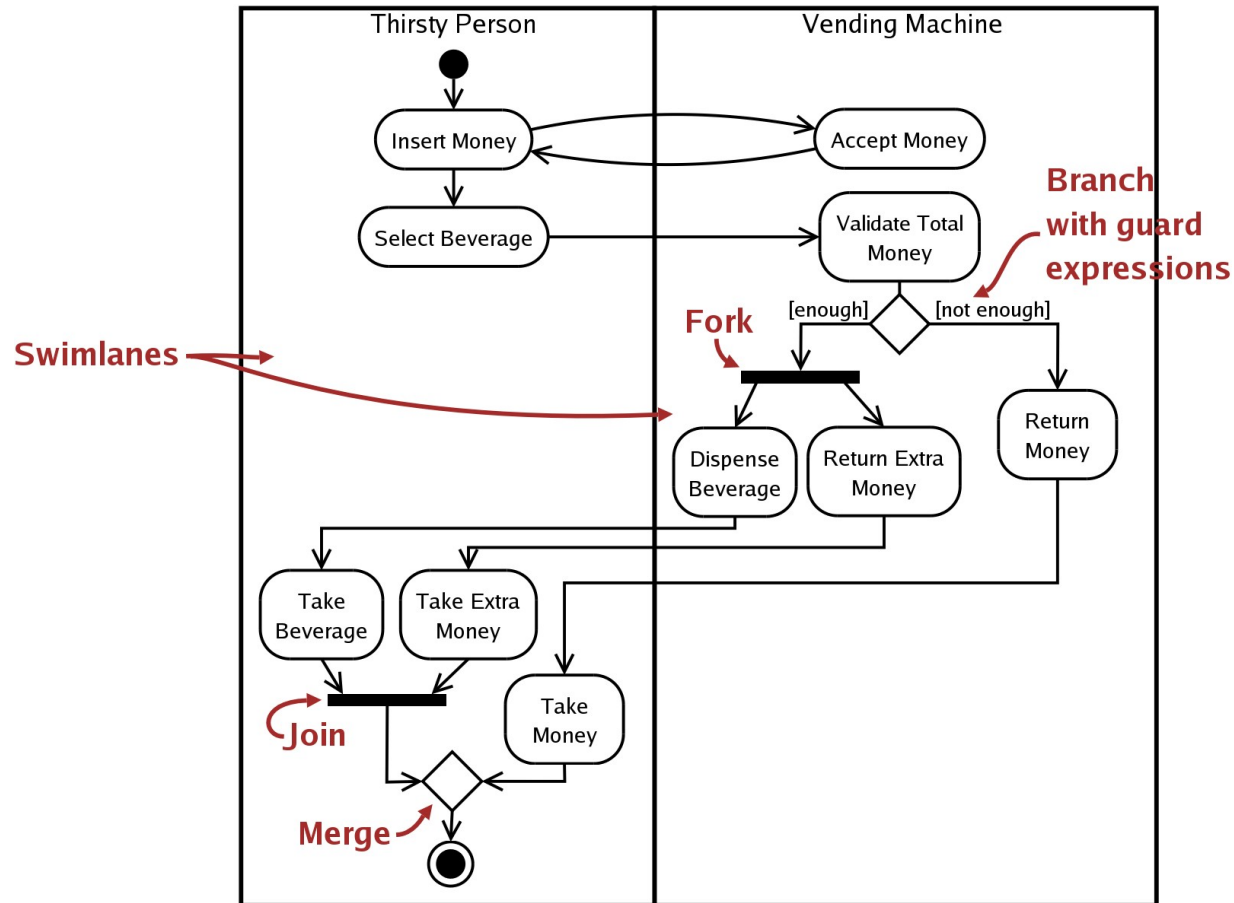 Thirsty Person
Vending Machine
Insert Money
Accept Money
Branch
with guard
expressions
Select Beverage
Validate Total
Money
[enough]
[not enough]
Fork
Swimlanes
Dispense
Beverage
Return Extra
Money
Return
Money
Take
Beverage
Take Extra
Money
Take
Money
Join
Merge